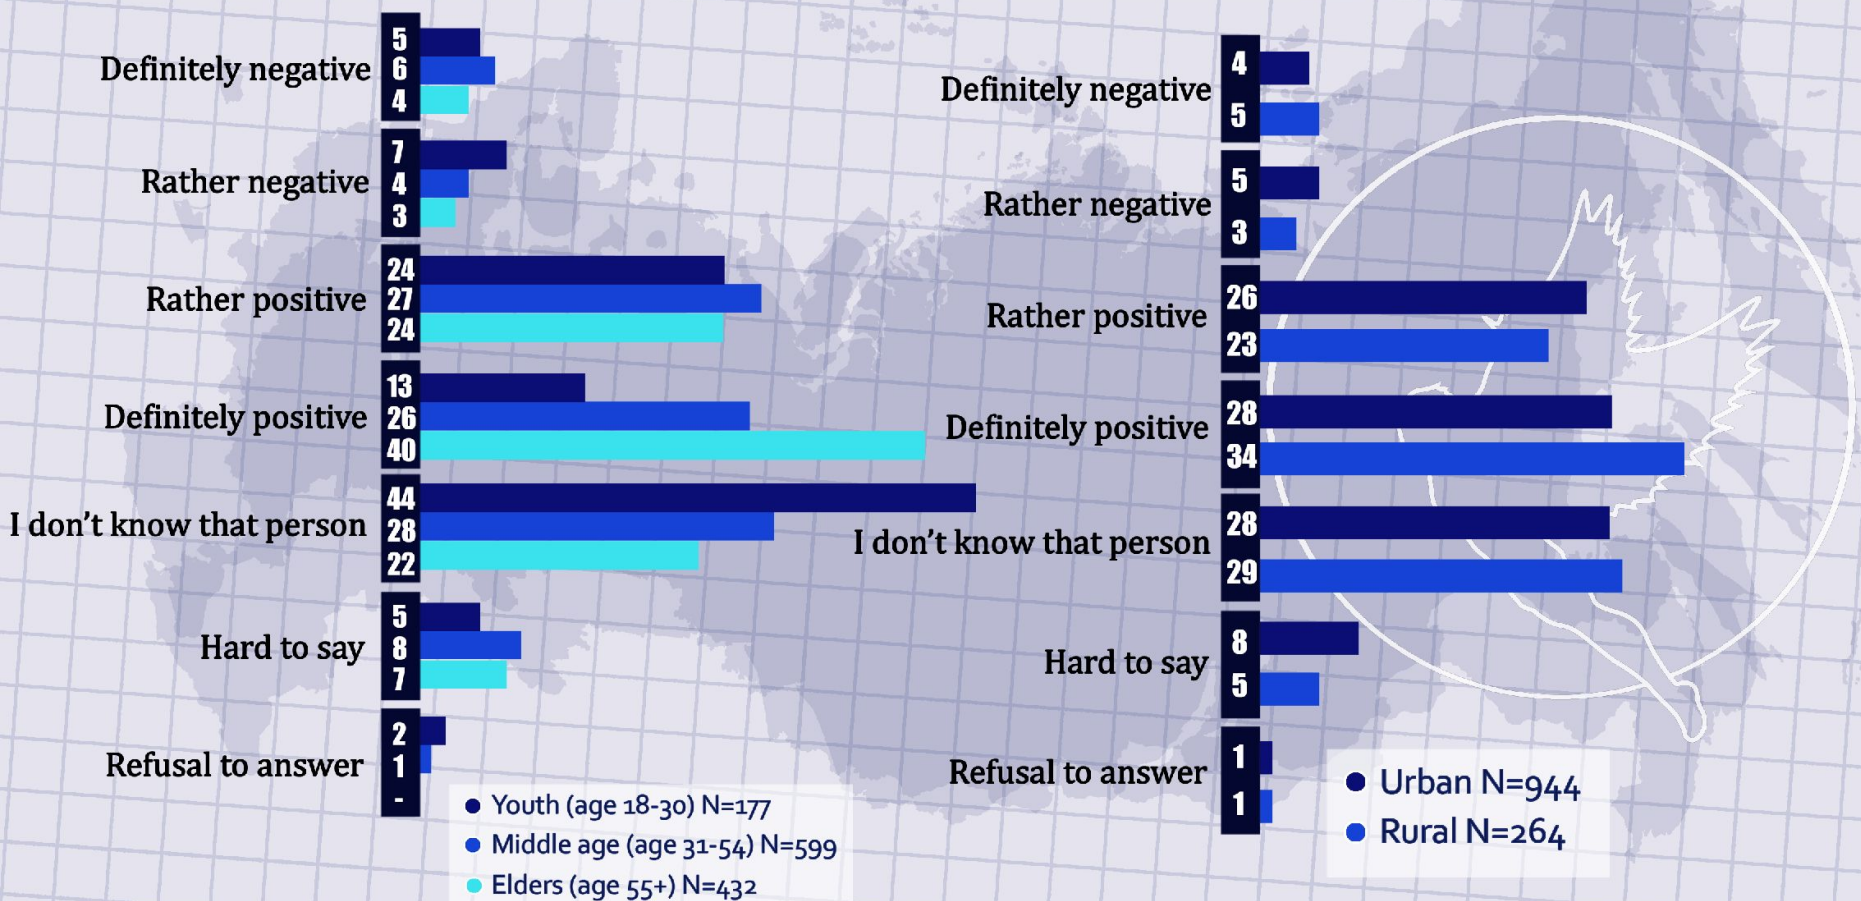 Definitely negative
5
6
4
Rather negative
7
4
3
Rather positive
24
27
24
Definitely positive
13
26
40
I don’t know that person
44
28
22
Hard to say
5
8
7
Refusal to answer
2
1
-
Youth (age 18-30) N=177
Middle age (age 31-54) N=599
Elders (age 55+) N=432
Definitely negative
4
5
Rather negative
5
3
Rather positive
26
23
Definitely positive
28
34
I don’t know that person
28
29
Hard to say
8
5
Refusal to answer
1
1
Urban N=944
Rural N=264